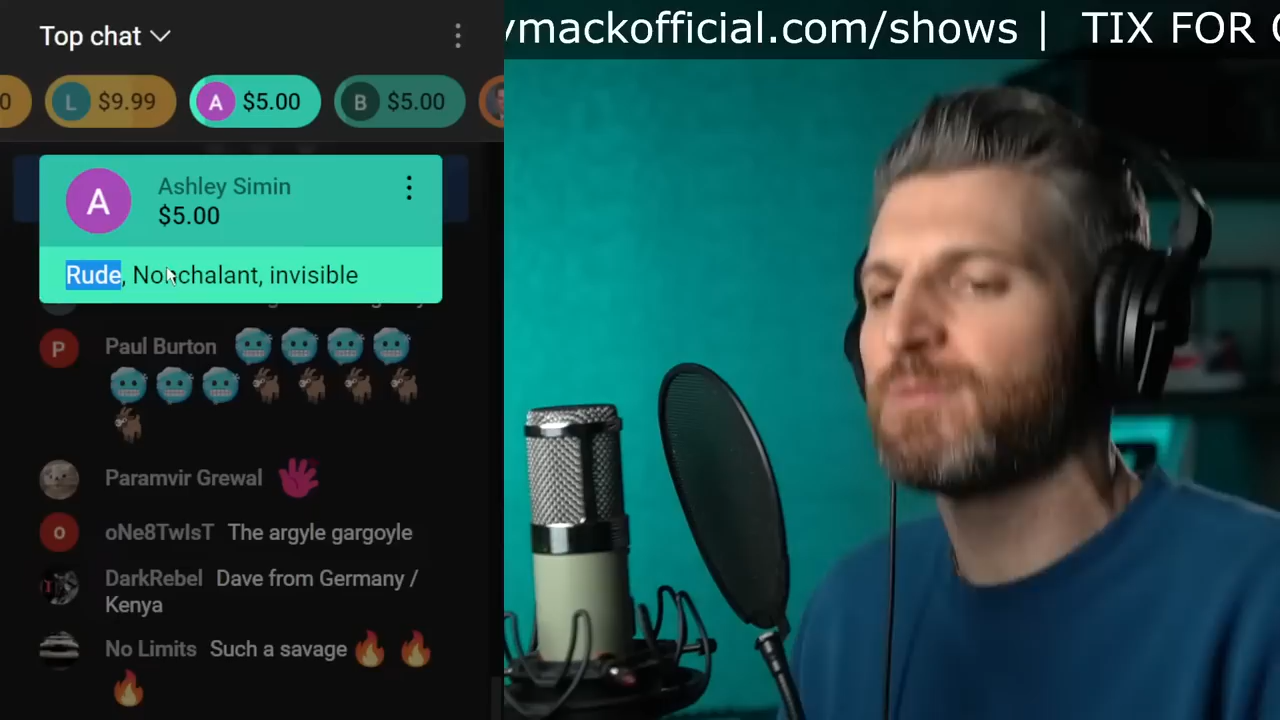 Top chat
ymackofficial.com/shows | TIX FOR
0
L $9.99
A $5.00
B $5.00
A
Ashley Simin
$5.00
Rude, Nonchalant, invisible
P Paul Burton
Paramvir Grewal
o oNe8TwIsT The argyle gargoyle
DarkRebel Dave from Germany /
Kenya
No Limits Such a savage